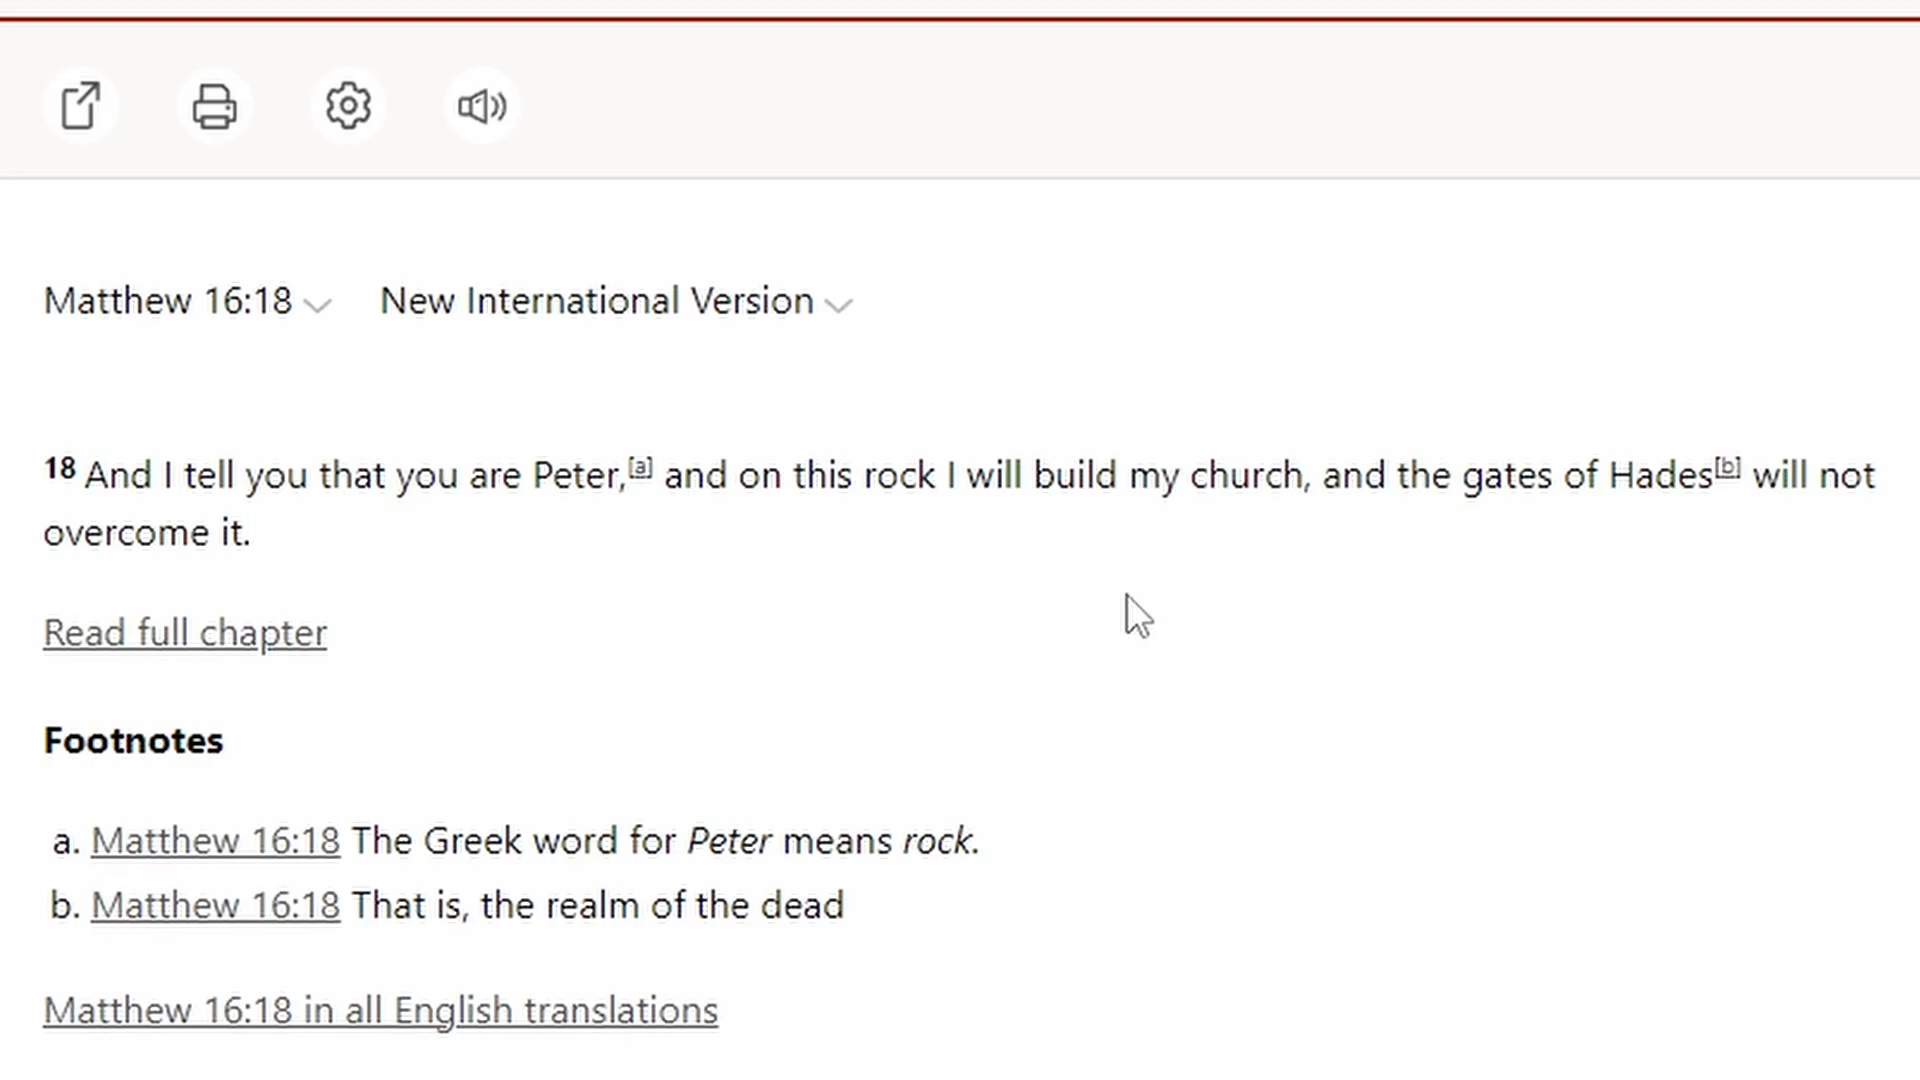 Matthew 16:18 New International Version
18 And I tell you that you are Peter,[a] and on this rock I will build my church, and the gates of Hades[b] will not
overcome it.
Read full chapter
Footnotes
a. Matthew 16:18 The Greek word for Peter means rock.
b. Matthew 16:18 That is, the realm of the dead
Matthew 16:18 in all English translations